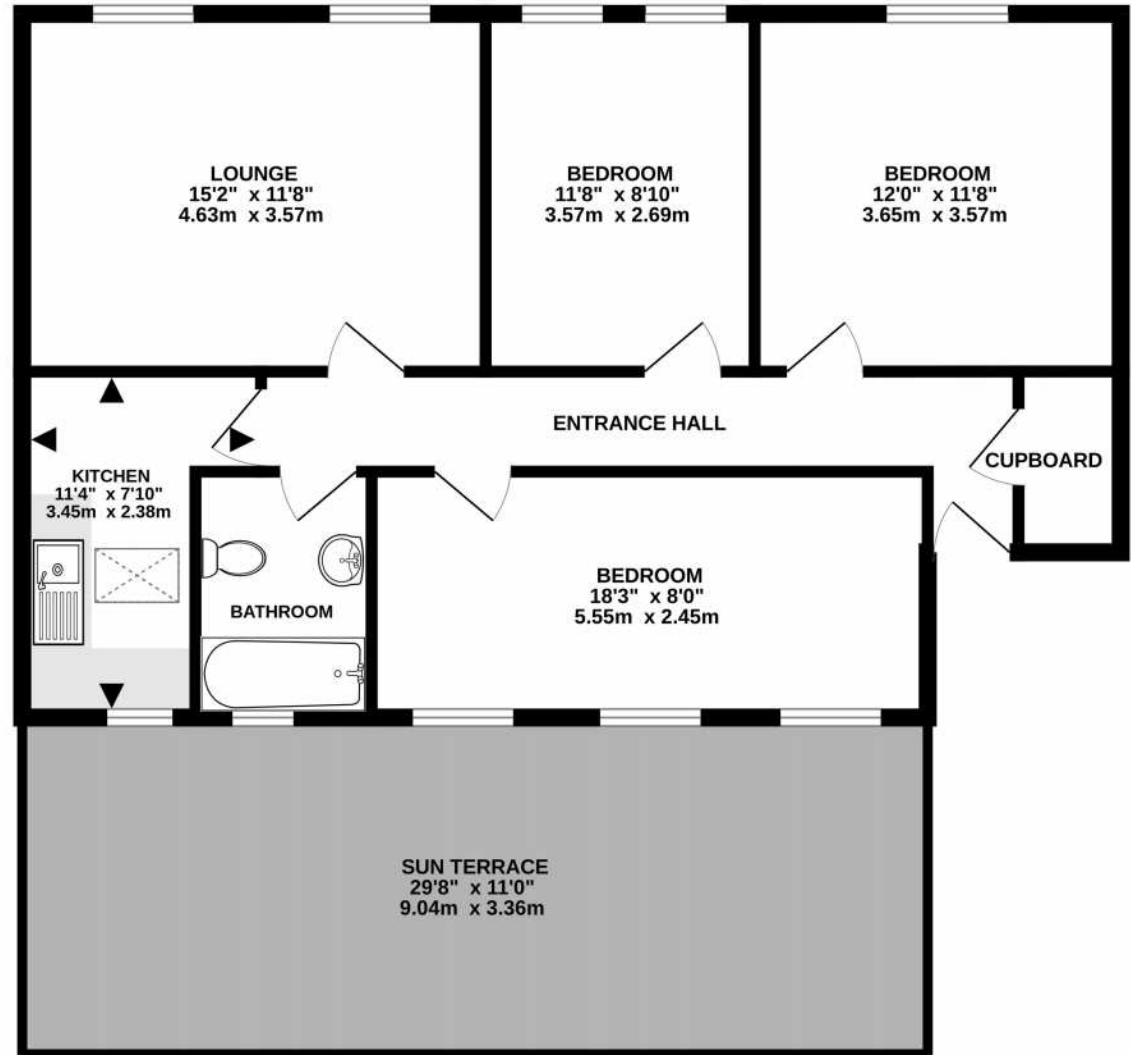 LOUNGE
15'2" x 11'8"
4.63m x 3.57m
BEDROOM
11'8" x 8'10"
3.57m x 2.69m
BEDROOM
12'0" x 11'8"
3.65m x 3.57m
ENTRANCE HALL
CUPBOARD
KITCHEN
11'4" x 7'10"
3.45m x 2.38m
BATHROOM
BEDROOM
18'3" x 8'0"
5.55m x 2.45m
SUN TERRACE
29'8" x 11'0"
9.04m x 3.36m